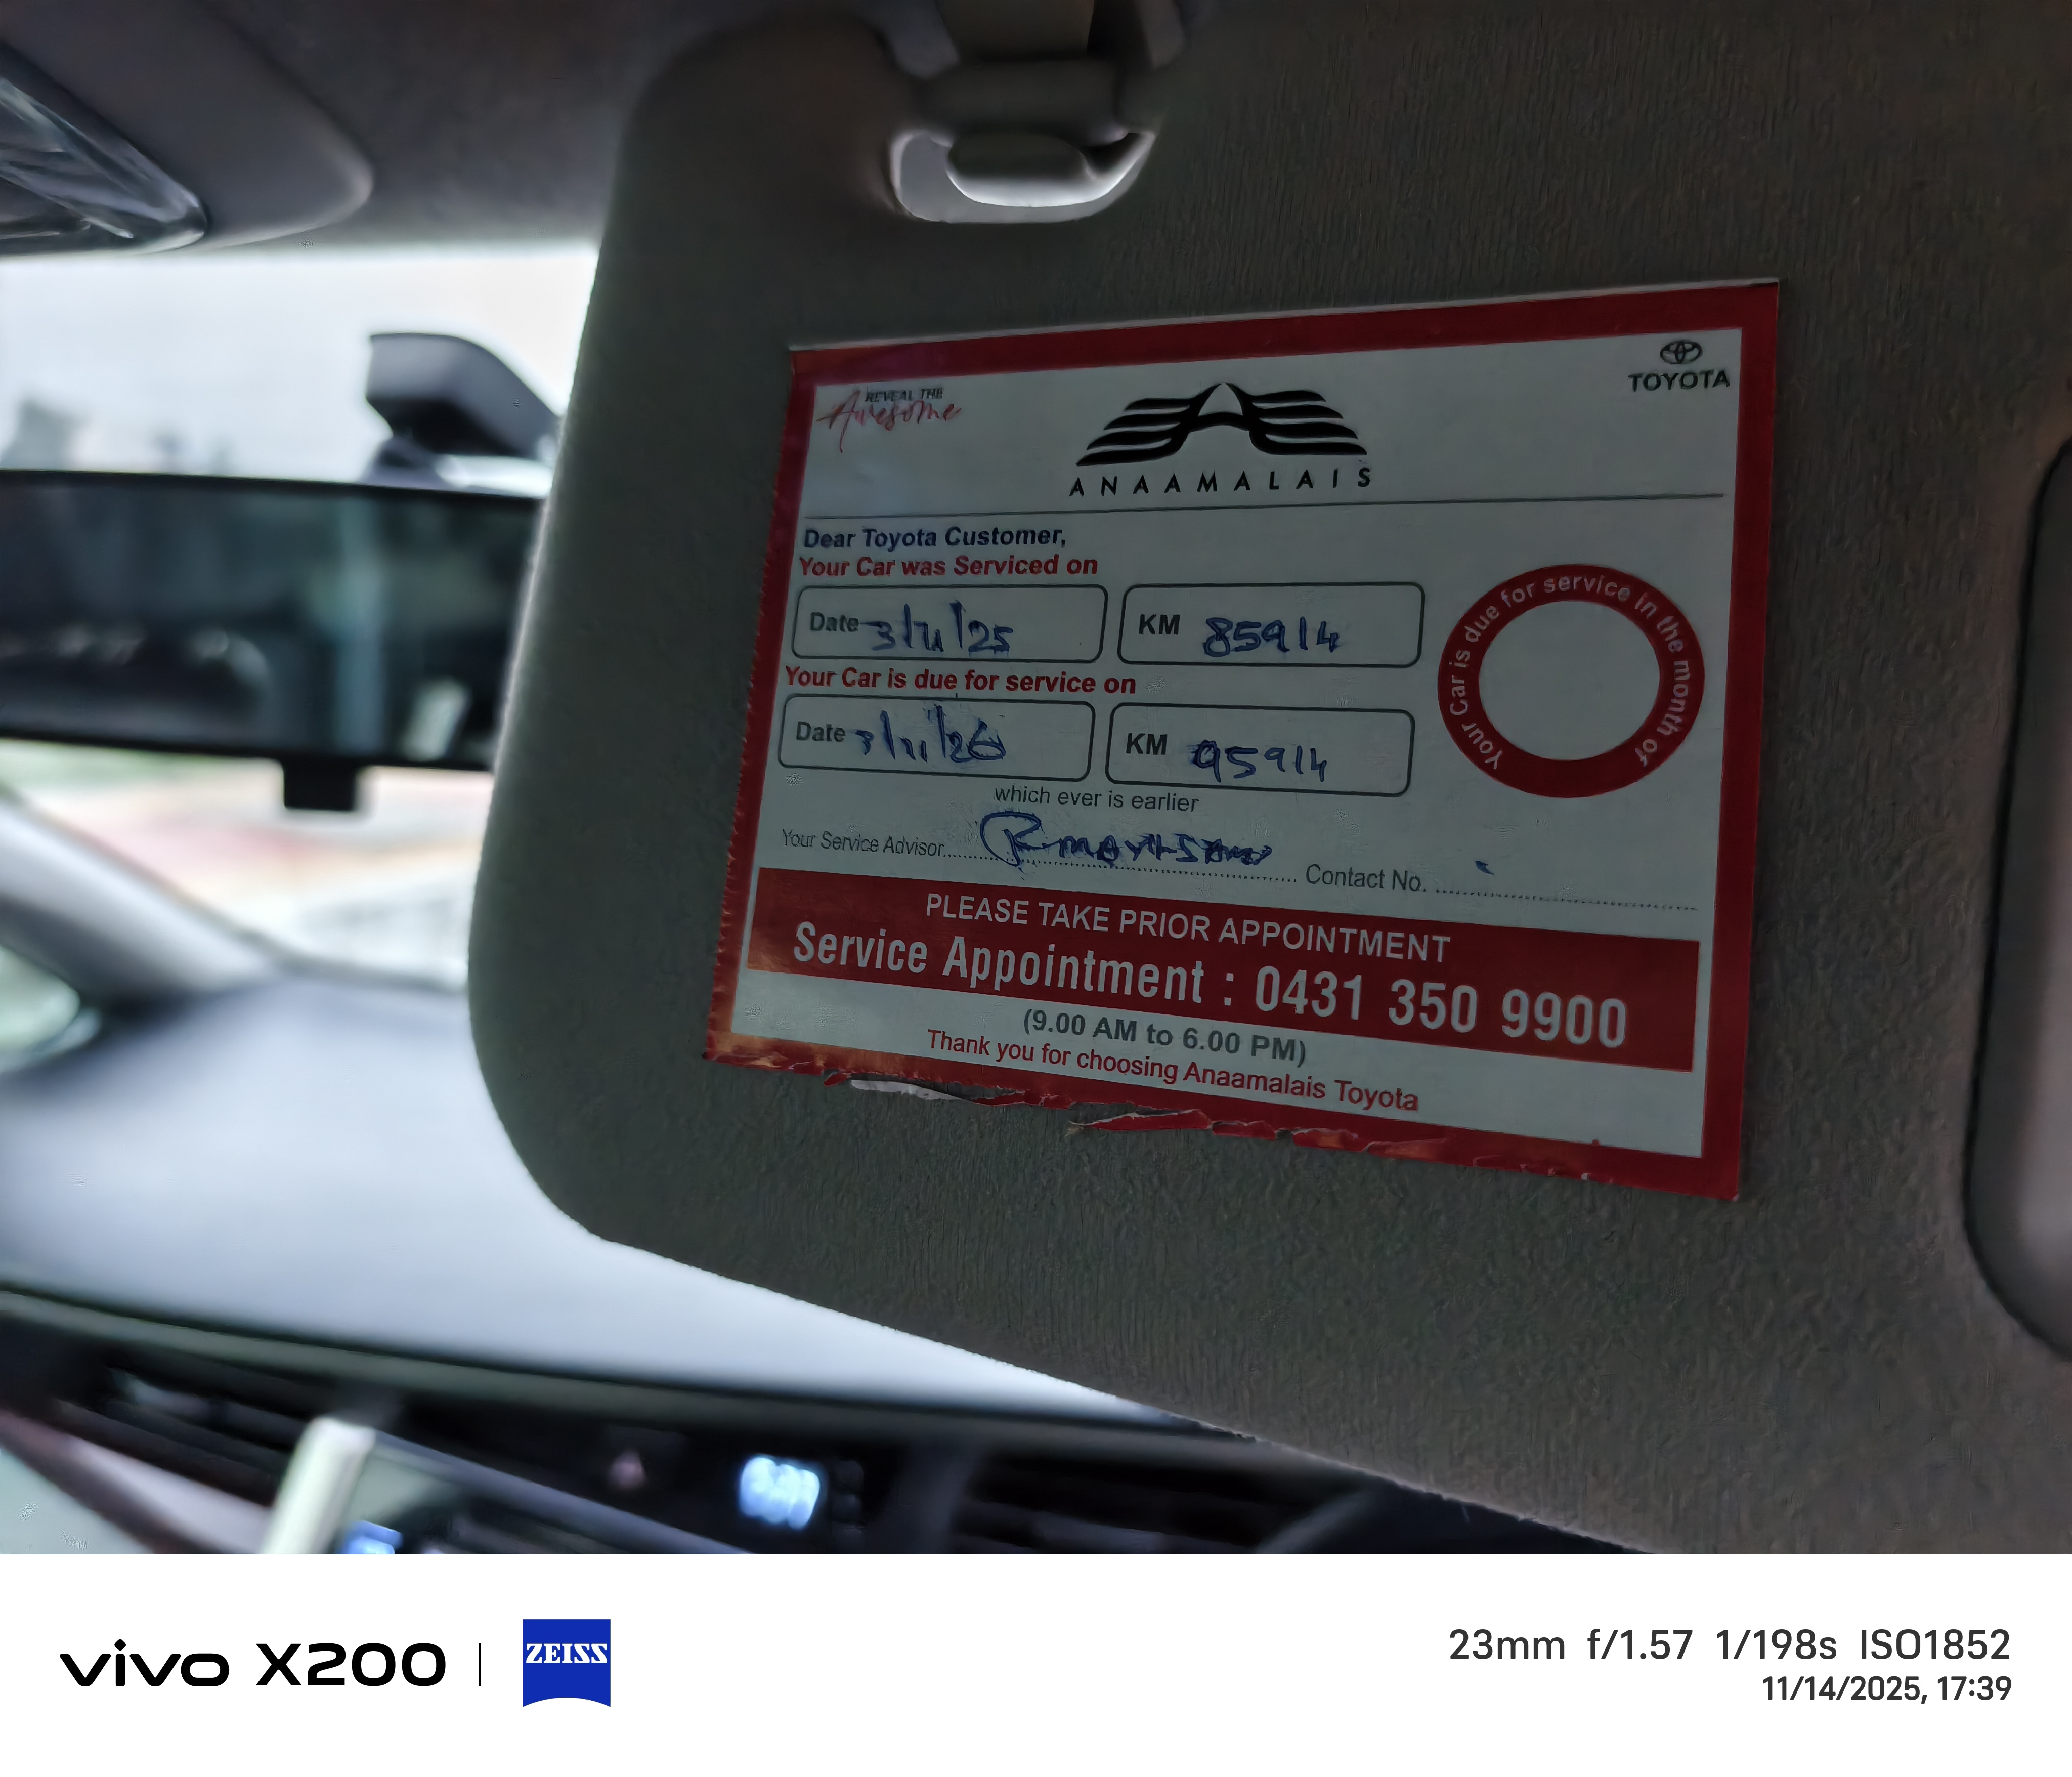 REVEAL THE
Awesome
TOYOTA
ANAAMALAIS
Dear Toyota Customer,
Your Car was Serviced on
Date 3/11/25 KM 85914
Your Car is due for service on
Date 3/11/26 KM 95914
which ever is earlier
Your Car is due for service in the month of
Your Service Advisor Contact No.
PLEASE TAKE PRIOR APPOINTMENT
Service Appointment : 0431 350 9900
(9.00 AM to 6.00 PM)
Thank you for choosing Anaamalais Toyota
vivo X200 | ZEISS
23mm f/1.57 1/198s ISO1852
11/14/2025, 17:39